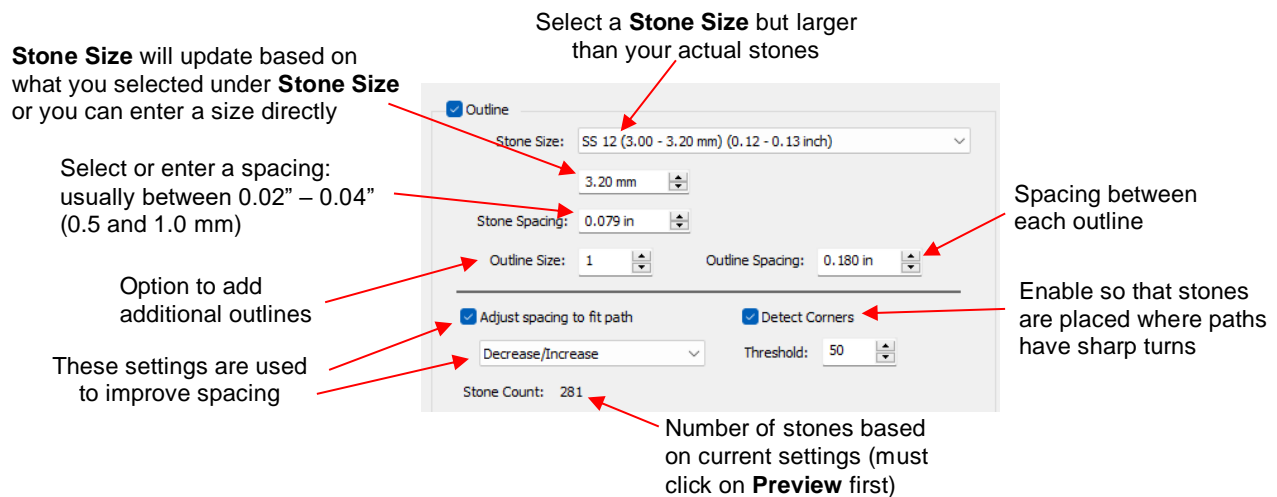 Select a Stone Size but larger
than your actual stones
Stone Size will update based on
what you selected under Stone Size
or you can enter a size directly
Outline
Stone Size: SS 12 (3.00 - 3.20 mm) (0.12 - 0.13 inch)
3.20 mm
Select or enter a spacing:
usually between 0.02” – 0.04”
(0.5 and 1.0 mm)
Stone Spacing: 0.079 in
Spacing between
each outline
Outline Size: 1 Outline Spacing: 0.180 in
Option to add
additional outlines
Enable so that stones
are placed where paths
have sharp turns
Adjust spacing to fit path Detect Corners
Decrease/Increase Threshold: 50
These settings are used
to improve spacing
Stone Count: 281
Number of stones based
on current settings (must
click on Preview first)